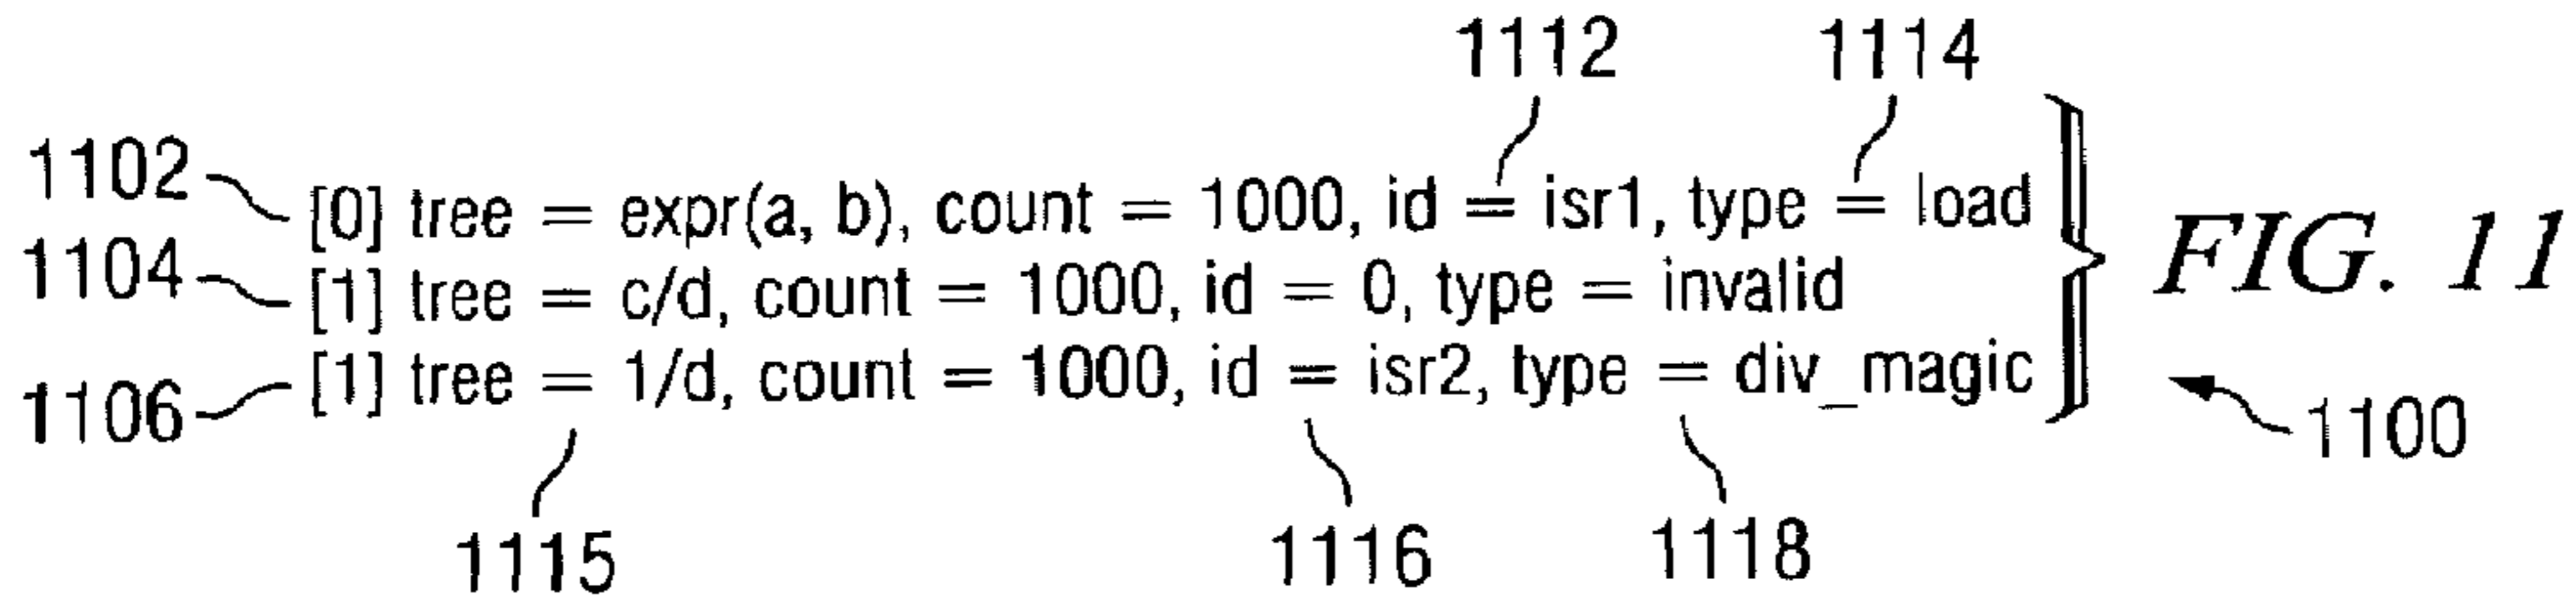 1112 1114
1102
[0] tree = expr(a, b), count = 1000, id = isr1, type = load
1104
[1] tree = c/d, count = 1000, id = 0, type = invalid
FIG. 11
1106
[1] tree = 1/d, count = 1000, id = isr2, type = div_magic
1100
1115 1116 1118